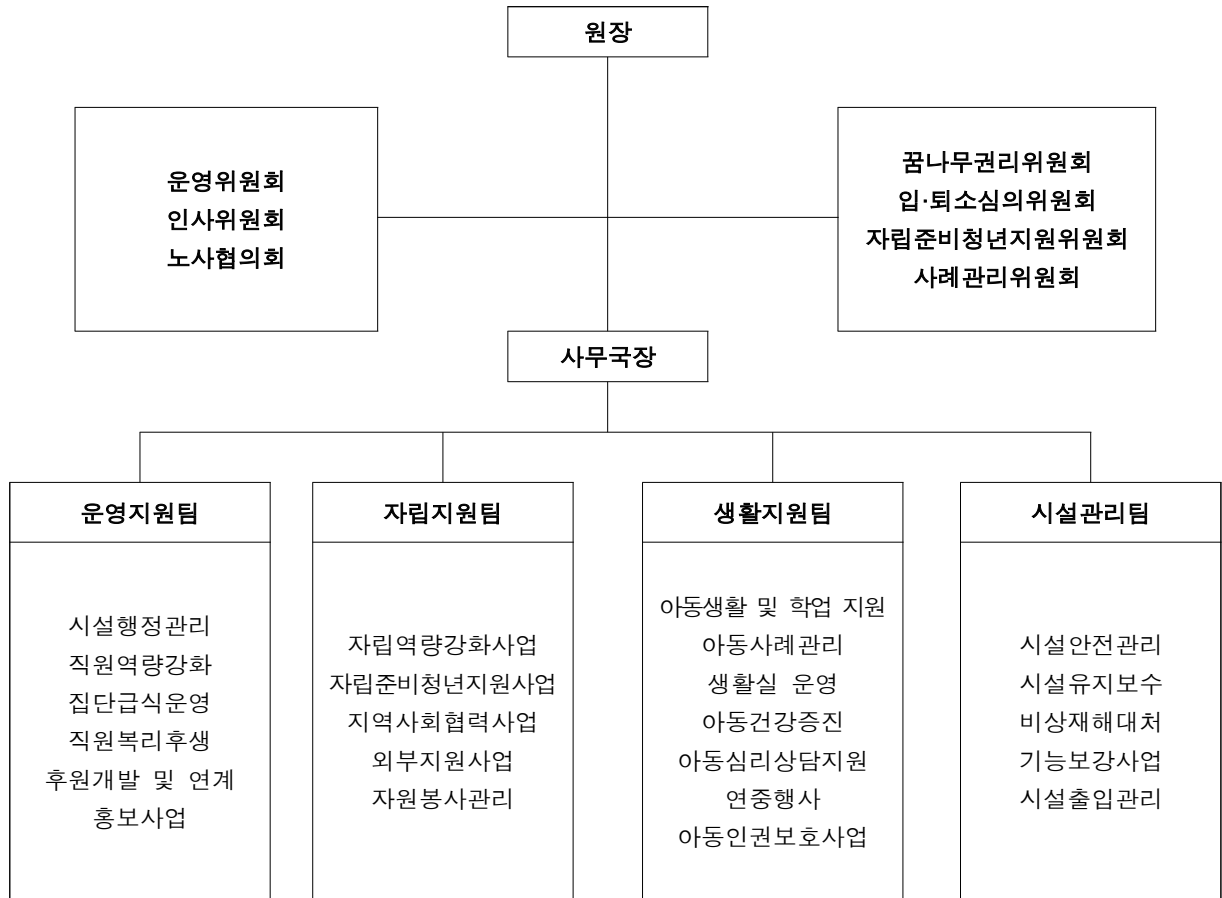 원장
운영위원회
인사위원회
노사협의회
꿈나무권리위원회
입·퇴소심의위원회
자립준비청년지원위원회
사례관리위원회
사무국장
운영지원팀
시설행정관리
직원역량강화
집단급식운영
직원복리후생
후원개발 및 연계
홍보사업
자립지원팀
자립역량강화사업
자립준비청년지원사업
지역사회협력사업
외부지원사업
자원봉사관리
생활지원팀
아동생활 및 학업 지원
아동사례관리
생활실 운영
아동건강증진
아동심리상담지원
연중행사
아동인권보호사업
시설관리팀
시설안전관리
시설유지보수
비상재해대처
기능보강사업
시설출입관리